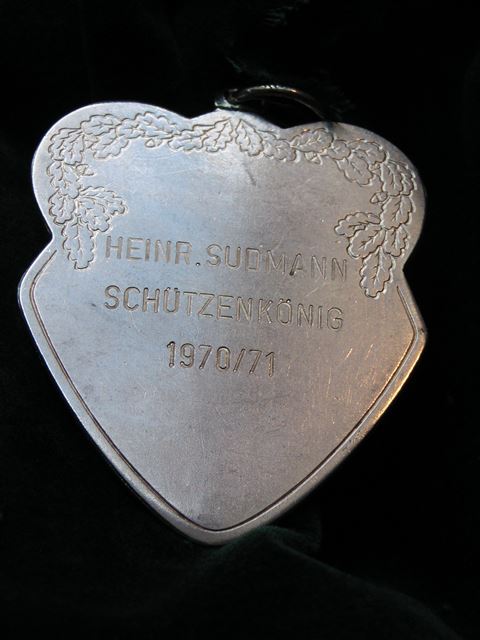 HEINR. SUDMANN
SCHÜTZENKÖNIG
1970/71